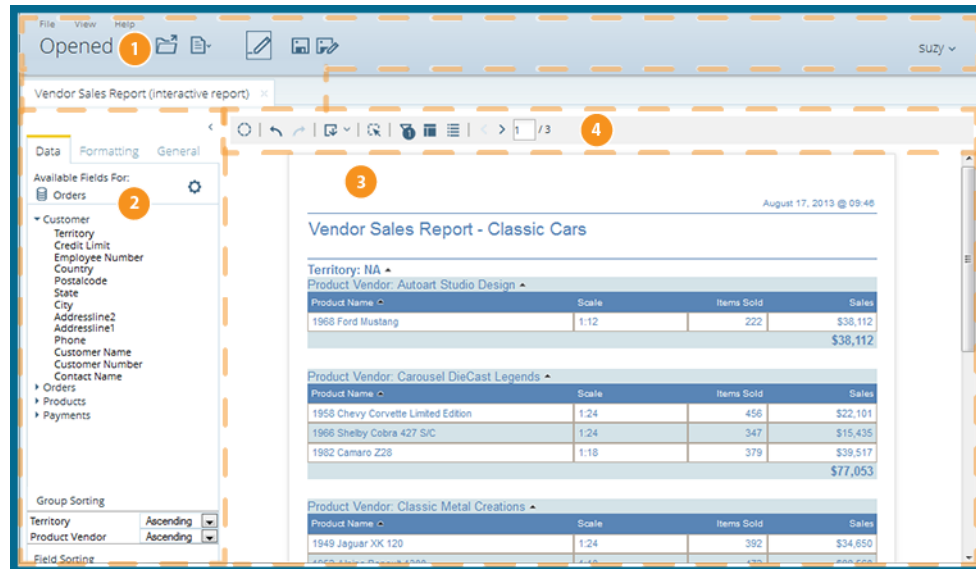 File View Help
Opened
1
suzy
Vendor Sales Report (interactive report) ×
1 /3
4
Data Formatting General
Available Fields For:
Orders
2
Customer
Territory
Credit Limit
Employee Number
Country
Postalcode
State
City
Addressline2
Addressline1
Phone
Customer Name
Customer Number
Contact Name
Orders
Products
Payments
Group Sorting
Territory Ascending
Product Vendor Ascending
Field Sorting
3
August 17, 2013 @ 09:46
Vendor Sales Report - Classic Cars
Territory: NA
Product Vendor: Autoart Studio Design
Product Name Scale Items Sold Sales
1968 Ford Mustang 1:12 222 $38,112
$38,112
Product Vendor: Carousel DieCast Legends
Product Name Scale Items Sold Sales
1958 Chevy Corvette Limited Edition 1:24 456 $22,101
1966 Shelby Cobra 427 S/C 1:24 347 $15,435
1982 Camaro Z28 1:18 379 $39,517
$77,053
Product Vendor: Classic Metal Creations
Product Name Scale Items Sold Sales
1949 Jaguar XK 120 1:24 392 $34,650